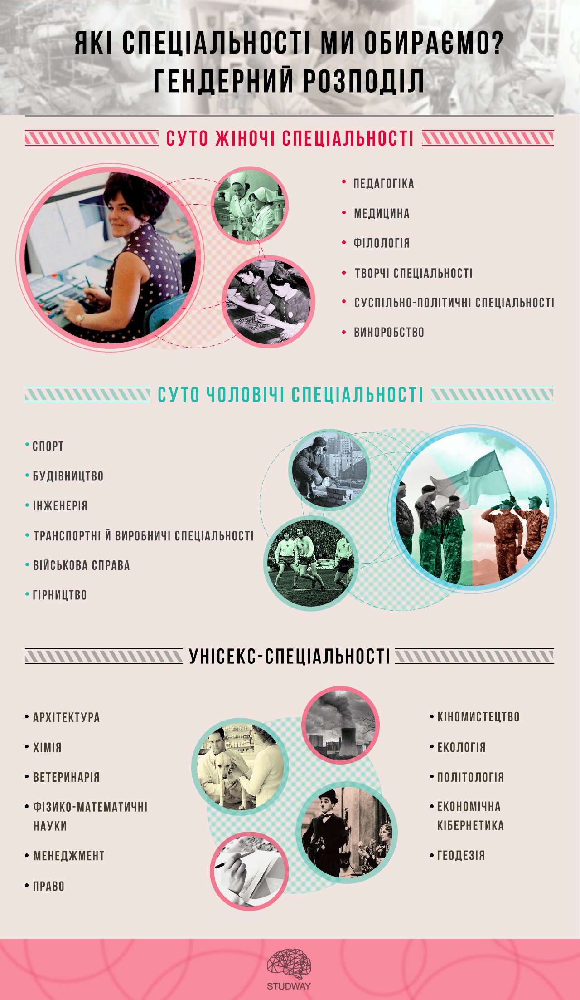 ЯКІ СПЕЦІАЛЬНОСТІ МИ ОБИРАЄМО?
ГЕНДЕРНИЙ РОЗПОДІЛ
СУТО ЖІНОЧІ СПЕЦІАЛЬНОСТІ
ПЕДАГОГІКА
МЕДИЦИНА
ФІЛОЛОГІЯ
ТВОРЧІ СПЕЦІАЛЬНОСТІ
СУСПІЛЬНО-ПОЛІТИЧНІ СПЕЦІАЛЬНОСТІ
ВИНОРОБСТВО
СУТО ЧОЛОВІЧІ СПЕЦІАЛЬНОСТІ
СПОРТ
БУДІВНИЦТВО
ІНЖЕНЕРІЯ
ТРАНСПОРТНІ Й ВИРОБНИЧІ СПЕЦІАЛЬНОСТІ
ВІЙСЬКОВА СПРАВА
ГІРНИЦТВО
УНІСЕКС-СПЕЦІАЛЬНОСТІ
АРХІТЕКТУРА
ХІМІЯ
ВЕТЕРИНАРІЯ
ФІЗИКО-МАТЕМАТИЧНІ
НАУКИ
МЕНЕДЖМЕНТ
ПРАВО
КІНОМИСТЕЦТВО
ЕКОЛОГІЯ
ПОЛІТОЛОГІЯ
ЕКОНОМІЧНА
КІБЕРНЕТИКА
ГЕОДЕЗІЯ
STUDWAY